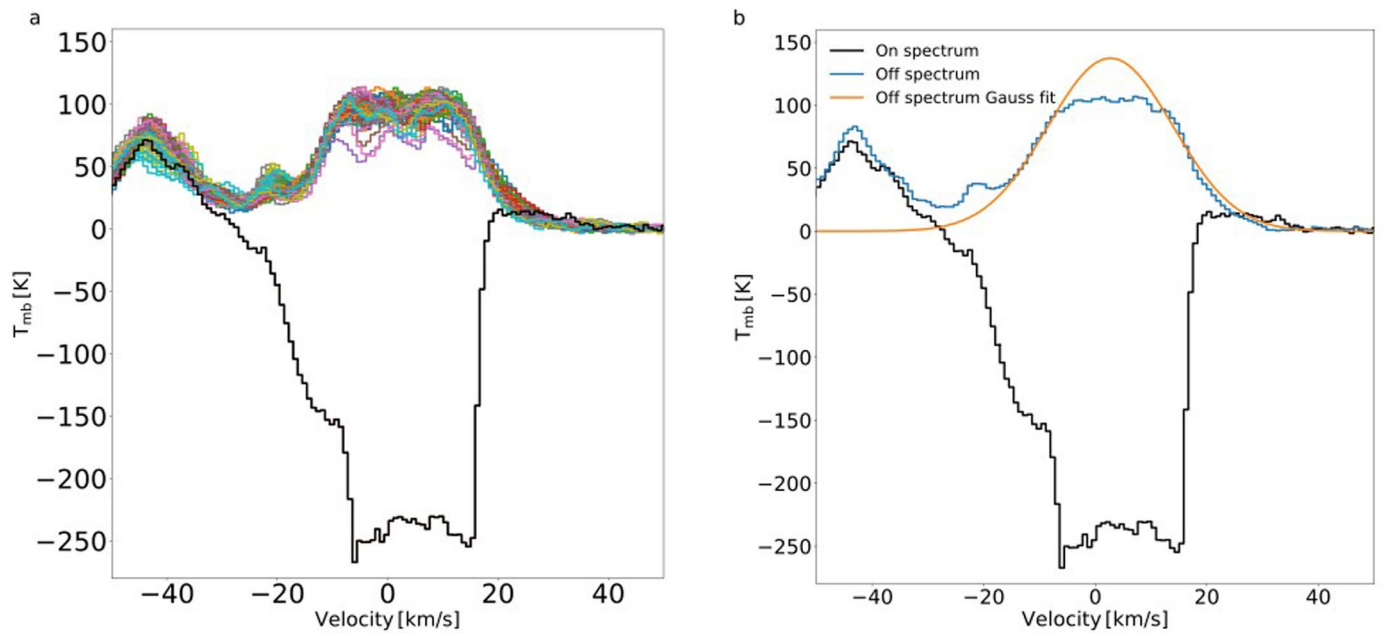 a
150
100
50
0
−50
−100
−150
−200
−250
T_mb [K]
−40 −20 0 20 40
Velocity [km/s]
b
150
100
50
0
−50
−100
−150
−200
−250
T_mb [K]
On spectrum
Off spectrum
Off spectrum Gauss fit
−40 −20 0 20 40
Velocity [km/s]